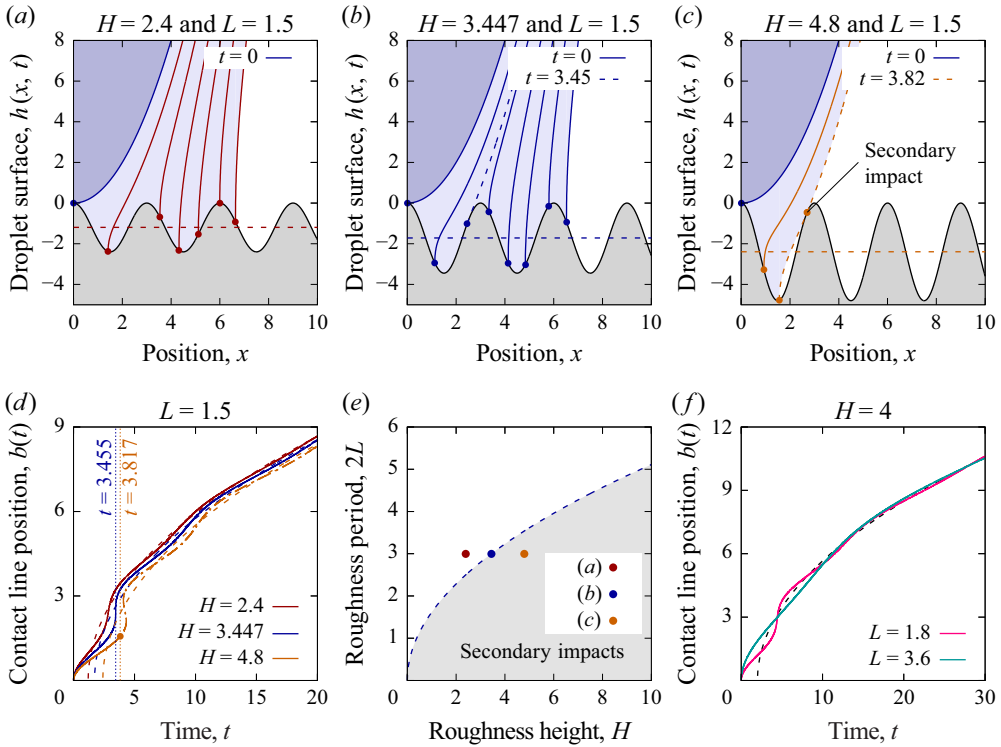 (a) H = 2.4 and L = 1.5
Droplet surface, h (x, t)
8
6
4
2
0
−2
−4
0 2 4 6 8 10
Position, x
t = 0
(b) H = 3.447 and L = 1.5
Droplet surface, h (x, t)
8
6
4
2
0
−2
−4
0 2 4 6 8 10
Position, x
t = 0
t = 3.45
(c) H = 4.8 and L = 1.5
Droplet surface, h (x, t)
8
6
4
2
0
−2
−4
0 2 4 6 8 10
Position, x
t = 0
t = 3.82
Secondary
impact
(d) L = 1.5
Contact line position, b(t)
9
6
3
0 5 10 15 20
Time, t
t = 3.455
t = 3.817
H = 2.4
H = 3.447
H = 4.8
(e)
Roughness period, 2L
6
5
4
3
2
1
0 2 4 6 8 10
Roughness height, H
(a)
(b)
(c)
Secondary impacts
(f) H = 4
Contact line position, b(t)
12
9
6
3
0 10 20 30
Time, t
L = 1.8
L = 3.6